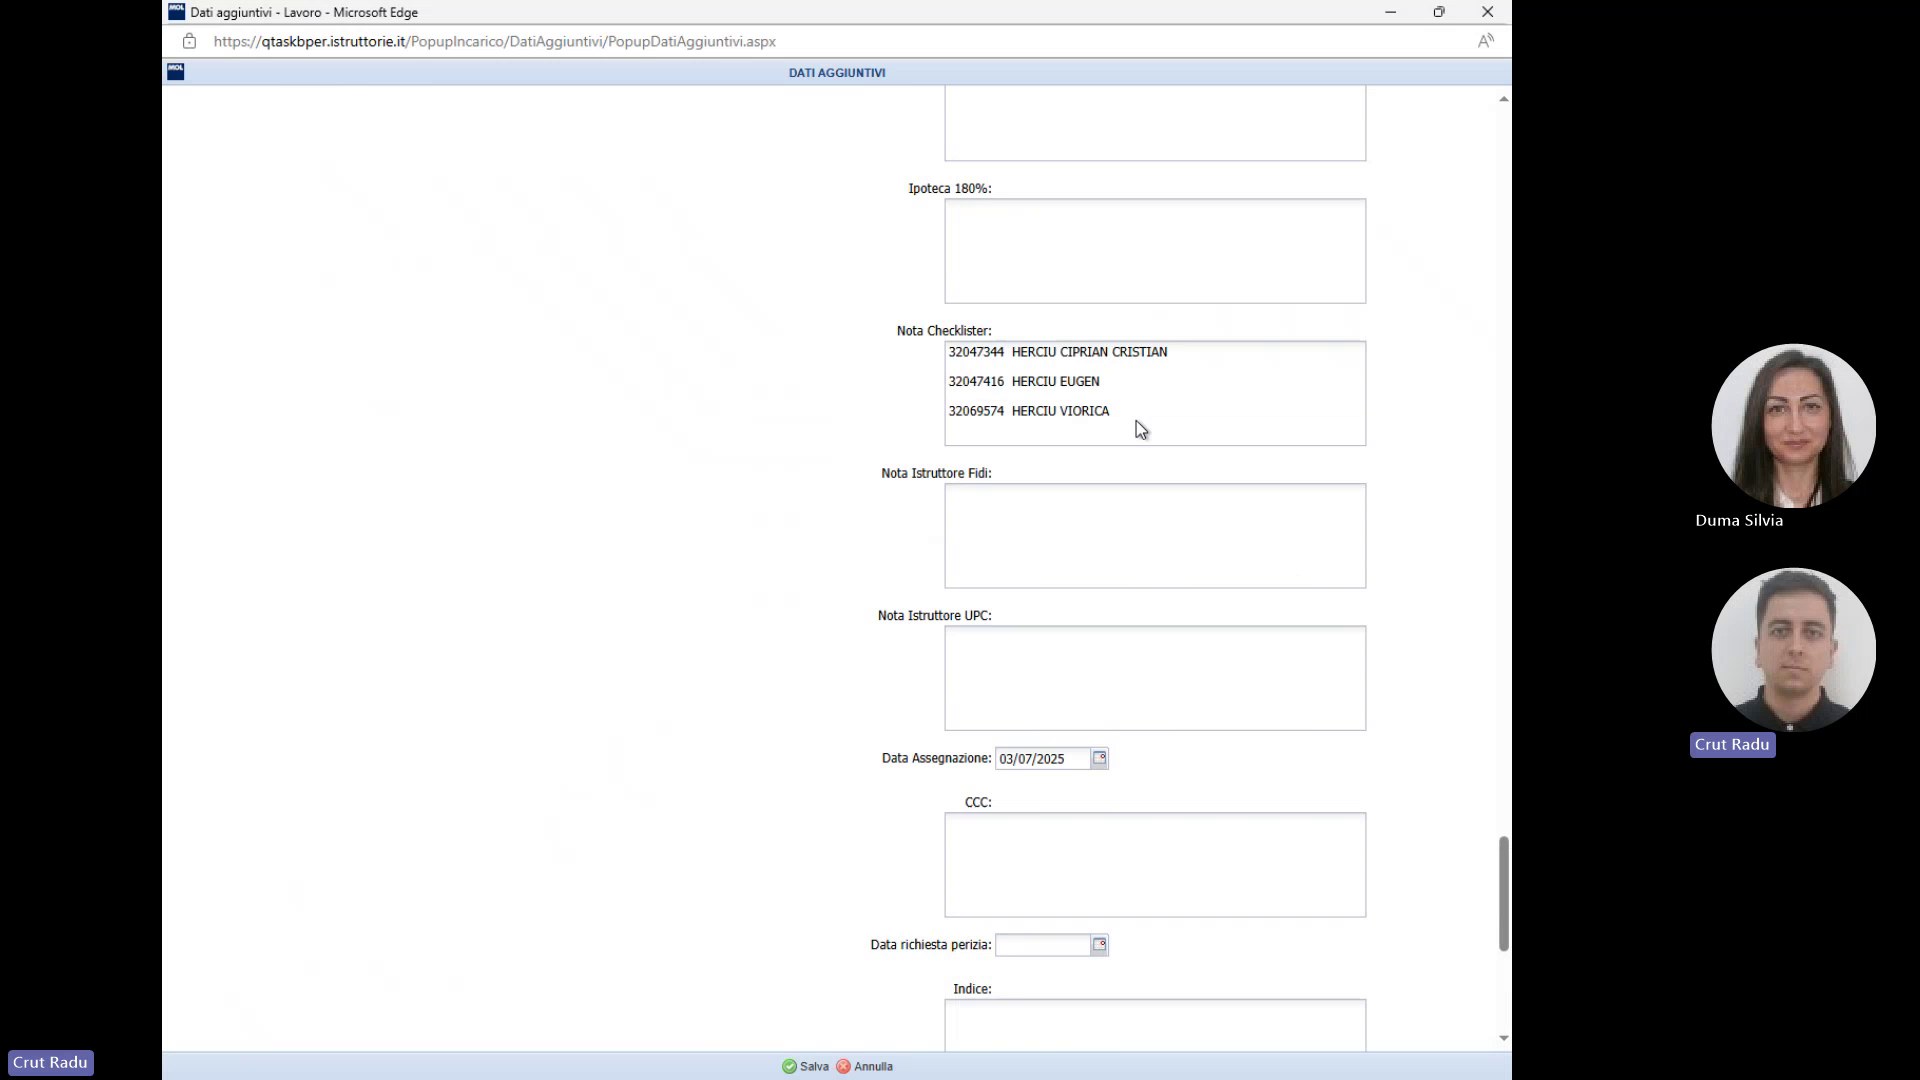 MOL
Dati aggiuntivi - Lavoro - Microsoft Edge
https://qtaskbper.istruttorie.it/PopupIncarico/DatiAggiuntivi/PopupDatiAggiuntivi.aspx
MOL
DATI AGGIUNTIVI
Ipoteca 180%:
Nota Checklister:
32047344 HERCIU CIPRIAN CRISTIAN
32047416 HERCIU EUGEN
32069574 HERCIU VIORICA
Nota Istruttore Fidi:
Nota Istruttore UPC:
Data Assegnazione: 03/07/2025
CCC:
Data richiesta perizia:
Indice:
Salva Annulla
Duma Silvia
Crut Radu
Crut Radu